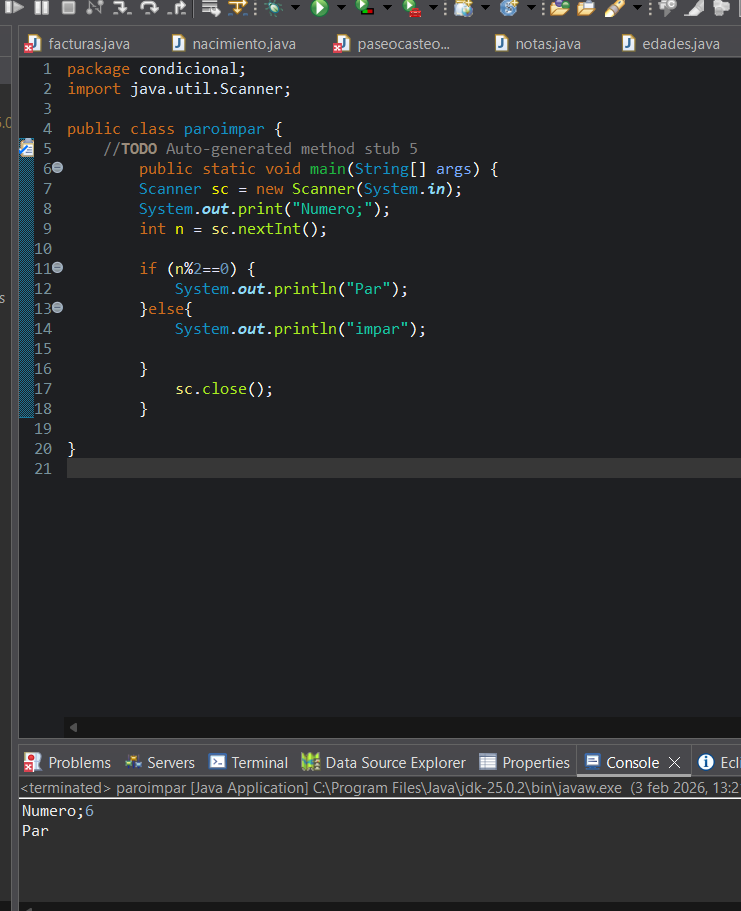 facturas.java nacimiento.java paseocasteo... notas.java edades.java
1 package condicional;
2 import java.util.Scanner;
3
4 public class paroimpar {
5 //TODO Auto-generated method stub 5
6 public static void main(String[] args) {
7 Scanner sc = new Scanner(System.in);
8 System.out.print("Numero;");
9 int n = sc.nextInt();
10
11 if (n%2==0) {
12 System.out.println("Par");
13 }else{
14 System.out.println("impar");
15
16 }
17 sc.close();
18 }
19
20 }
21
Problems Servers Terminal Data Source Explorer Properties Console Ecl
<terminated> paroimpar [Java Application] C:\Program Files\Java\jdk-25.0.2\bin\javaw.exe (3 feb 2026, 13:2
Numero;6
Par